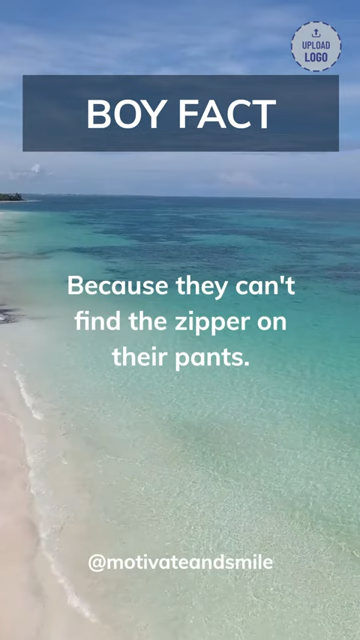 UPLOAD
LOGO
BOY FACT
Because they can't
find the zipper on
their pants.
@motivateandsmile